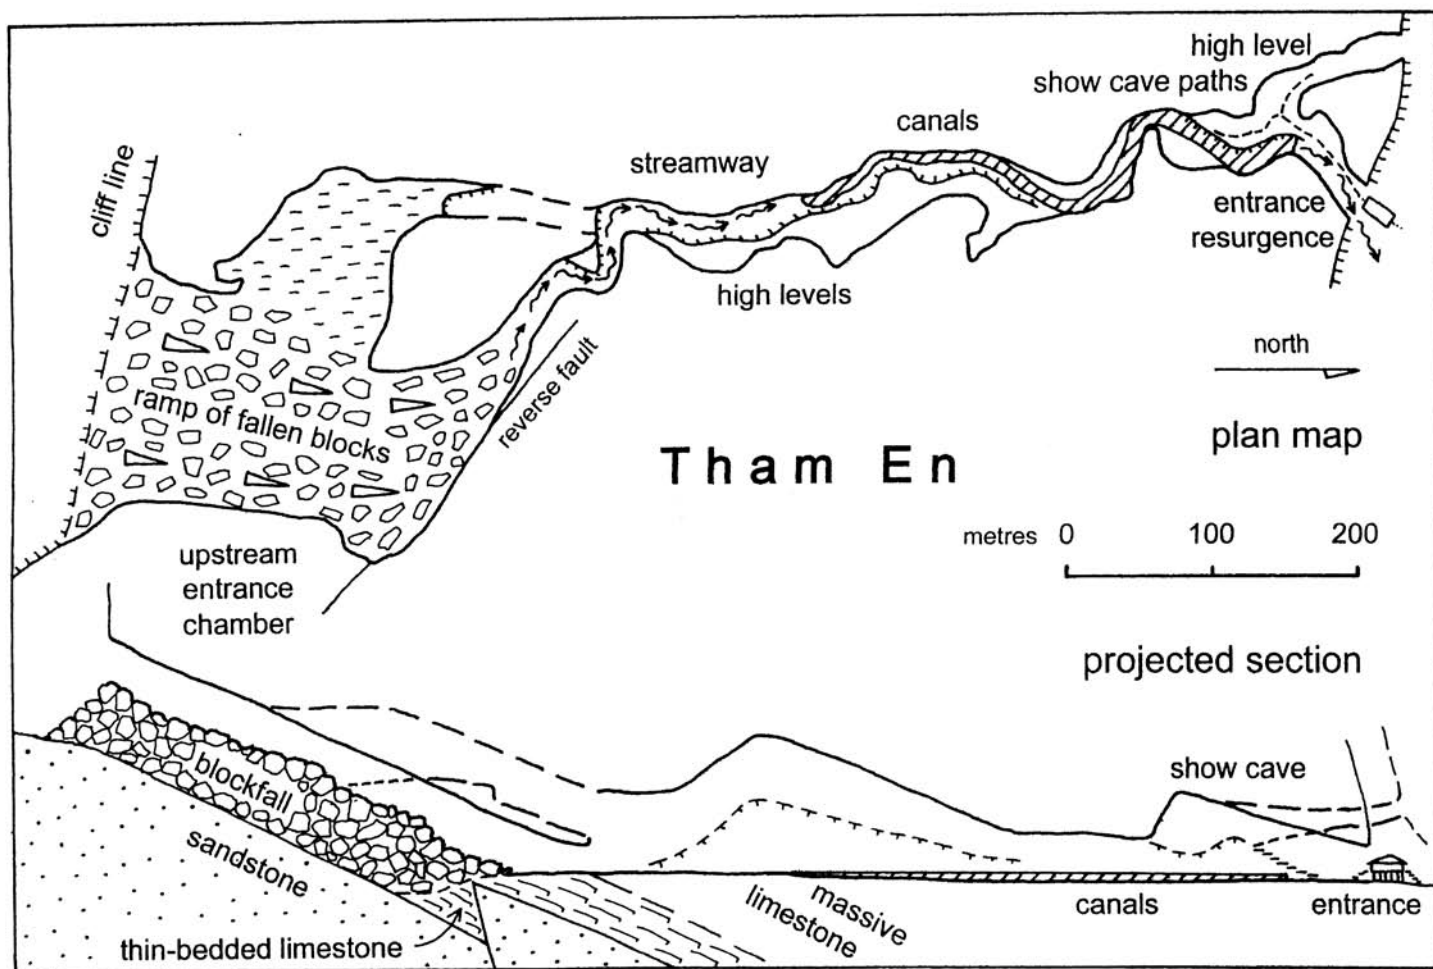 high level
show cave paths
canals
streamway
cliff line
entrance
resurgence
high levels
north
reverse fault
ramp of fallen blocks
plan map
Tham En
metres 0 100 200
upstream
entrance
chamber
projected section
show cave
blockfall
sandstone
massive
limestone
canals
entrance
thin-bedded limestone